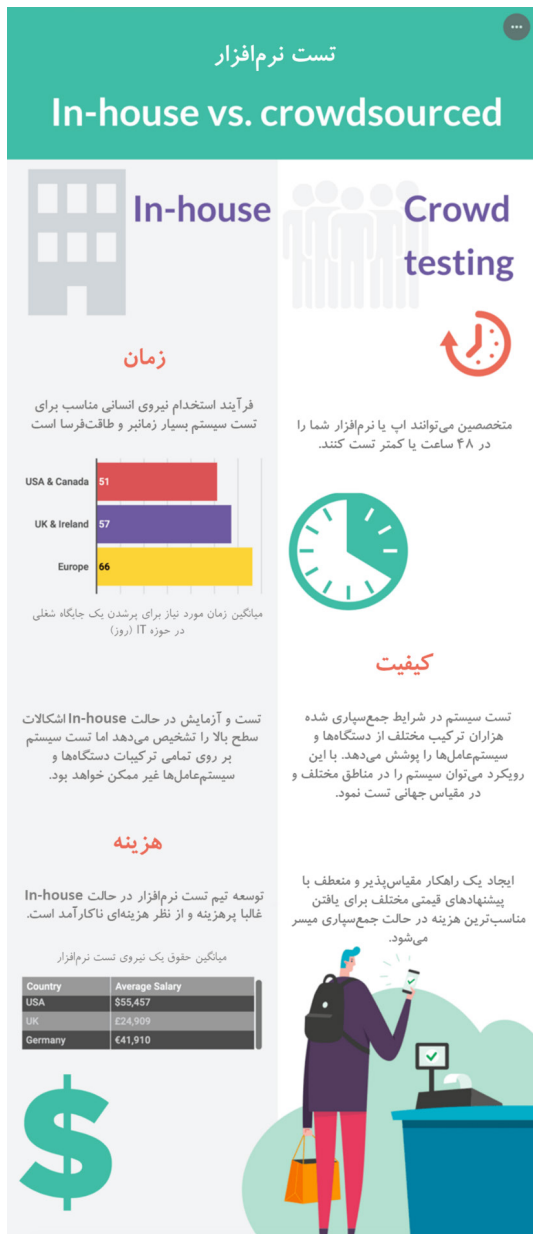 تست نرم‌افزار
In-house vs. crowdsourced
In-house
Crowd
testing
زمان
فرآیند استخدام نیروی انسانی مناسب برای
تست سیستم بسیار زمانبر و طاقت‌فرسا است
متخصصین می‌توانند اپ یا نرم‌افزار شما را
در ۴۸ ساعت یا کمتر تست کنند.
USA & Canada 51
UK & Ireland 57
Europe 66
میانگین زمان مورد نیاز برای پرشدن یک جایگاه شغلی
در حوزه IT (روز)
کیفیت
تست و آزمایش در حالت In-house اشکالات
سطح بالا را تشخیص می‌دهد اما تست سیستم
بر روی تمامی ترکیبات دستگاه‌ها و
سیستم‌عامل‌ها غیر ممکن خواهد بود.
تست سیستم در شرایط جمع‌سپاری شده
هزاران ترکیب مختلف از دستگاه‌ها و
سیستم‌عامل‌ها را پوشش می‌دهد. با این
رویکرد می‌توان سیستم را در مناطق مختلف و
در مقیاس جهانی تست نمود.
هزینه
توسعه تیم تست نرم‌افزار در حالت In-house
غالبا پرهزینه و از نظر هزینه‌ای ناکارآمد است.
ایجاد یک راهکار مقیاس‌پذیر و منعطف با
پیشنهادهای قیمتی مختلف برای یافتن
مناسب‌ترین هزینه در حالت جمع‌سپاری میسر
می‌شود.
میانگین حقوق یک نیروی تست نرم‌افزار
Country Average Salary
USA $55,457
UK £24,909
Germany €41,910
$